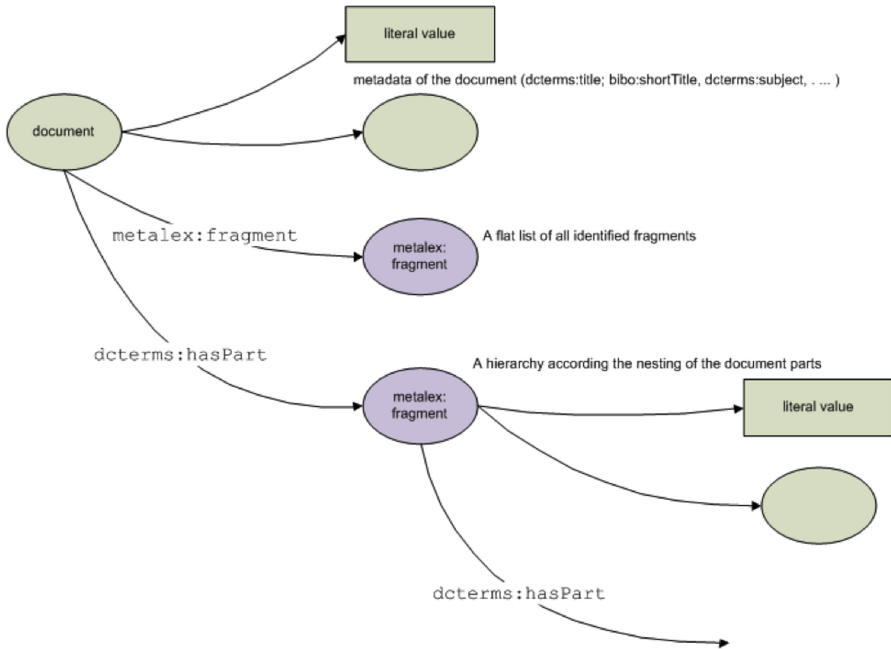 literal value
metadata of the document (dcterms:title; bibo:shortTitle, dcterms:subject, . ... )
document
metalex:fragment
metalex:
fragment
A flat list of all identified fragments
dcterms:hasPart
A hierarchy according the nesting of the document parts
metalex:
fragment
literal value
dcterms:hasPart